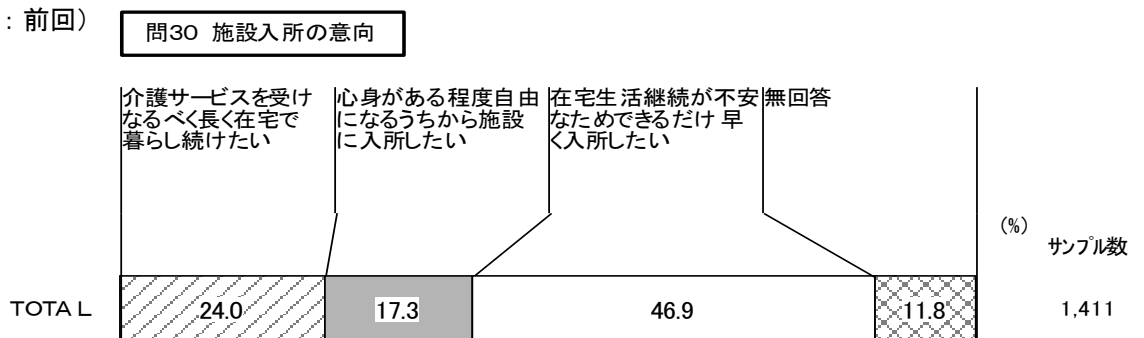 ：前回）
問30 施設入所の意向
介護サービスを受け
なるべく長く在宅で
暮らし続けたい
心身がある程度自由
になるうちから施設
に入所したい
在宅生活継続が不安
なためできるだけ 早
く入所したい
無回答
(%)
サンプル数
TOTAL
24.0
17.3
46.9
11.8
1,411